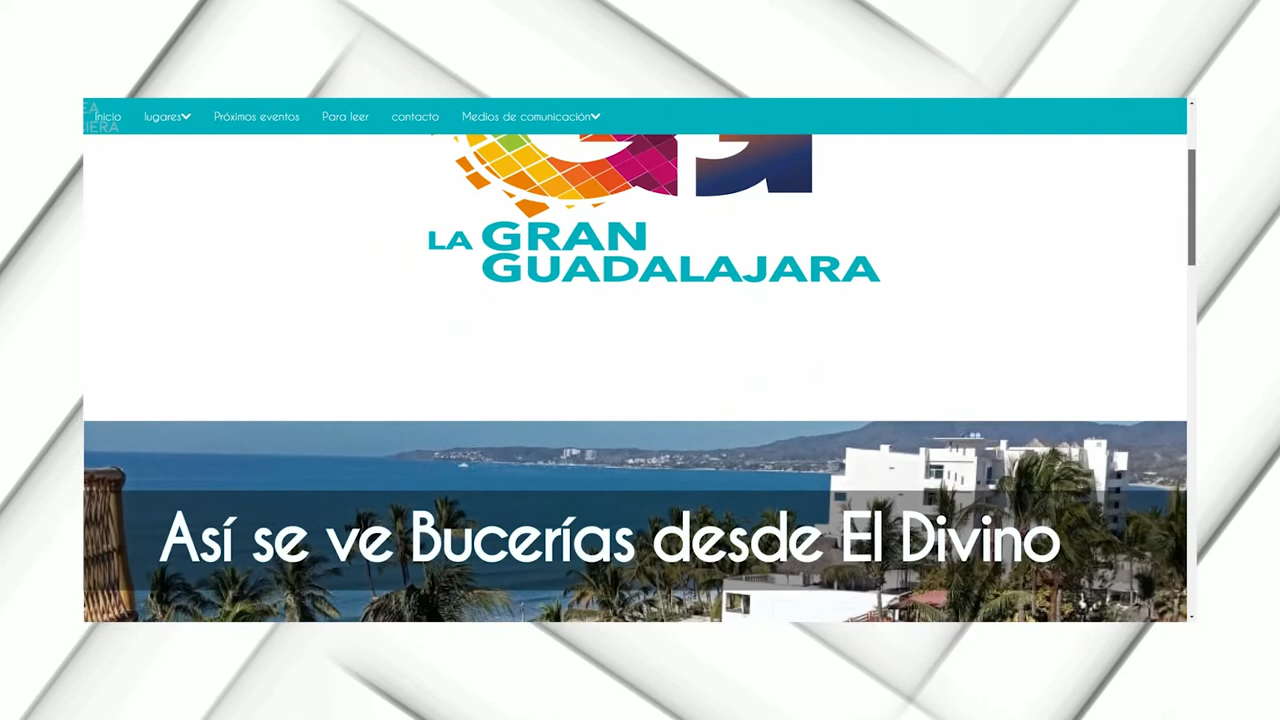 Inicio lugares Próximos eventos Para leer contacto Medios de comunicación
LA GRAN
GUADALAJARA
Así se ve Bucerías desde El Divino